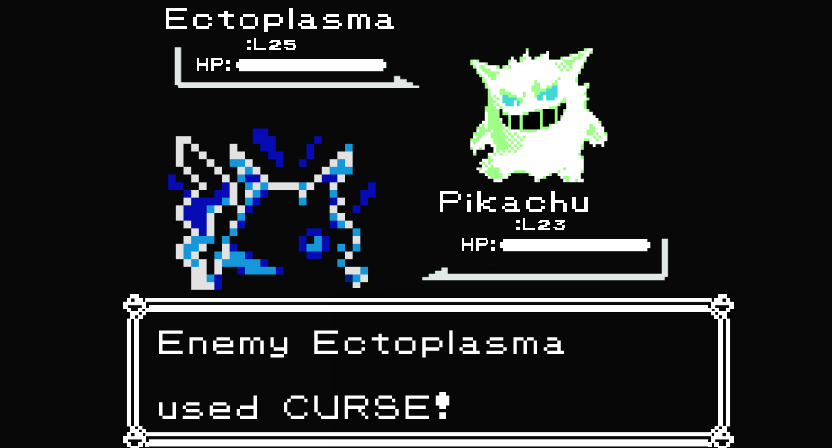 Ectoplasma
:L25
HP:
Pikachu
:L23
HP:
Enemy Ectoplasma
used CURSE!